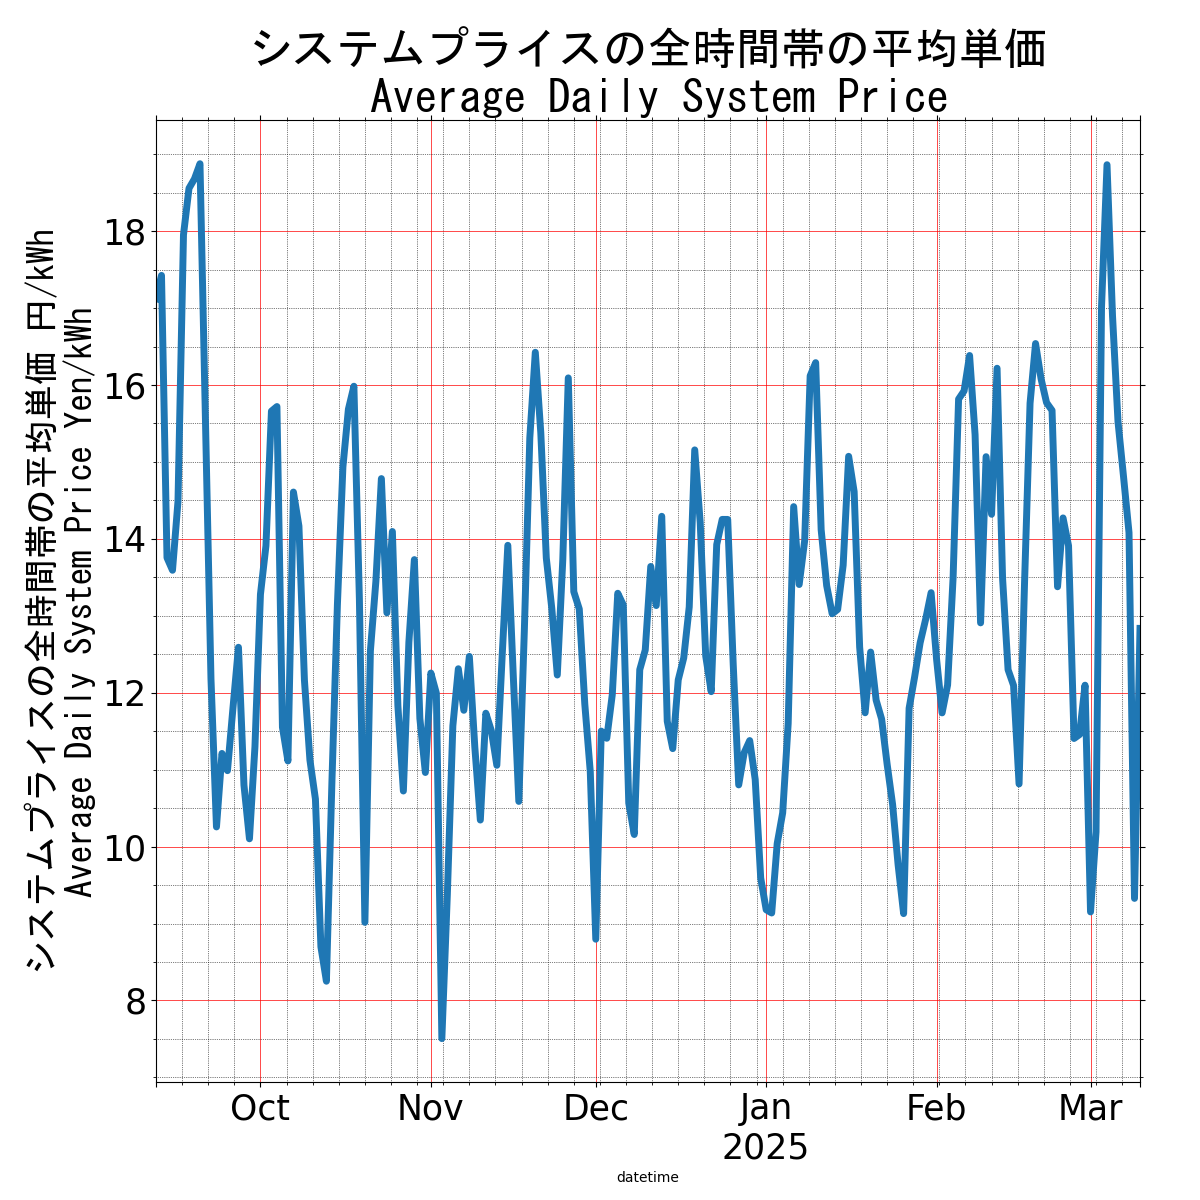 システムプライスの全時間帯の平均単価
Average Daily System Price
システムプライスの全時間帯の平均単価 円/kWh
Average Daily System Price Yen/kWh
18
16
14
12
10
8
Oct
Nov
Dec
Jan
2025
Feb
Mar
datetime